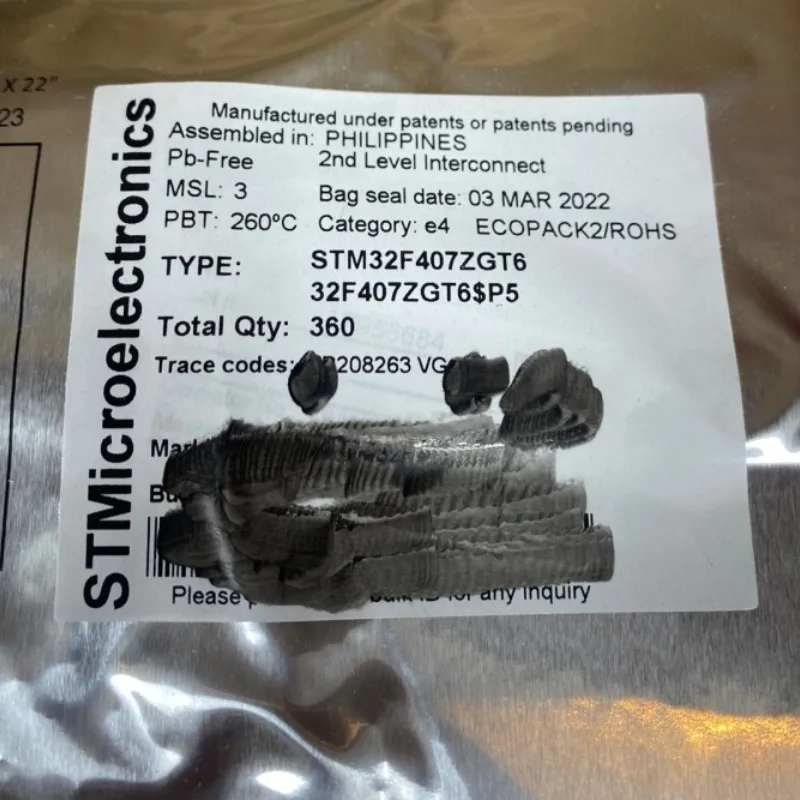 X 22"
23
STMicroelectronics
Manufactured under patents or patents pending
Assembled in: PHILIPPINES
Pb-Free 2nd Level Interconnect
MSL: 3 Bag seal date: 03 MAR 2022
PBT: 260ºC Category: e4 ECOPACK2/ROHS
TYPE: STM32F407ZGT6
32F407ZGT6$P5
Total Qty: 360
Trace codes: 208263 VG
Please any inquiry